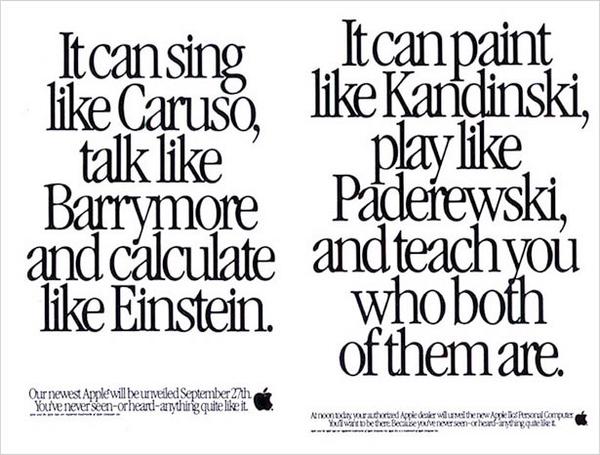 It can sing
like Caruso,
talk like
Barrymore
and calculate
like Einstein.
Our newest Apple® will be unveiled September 27th.
You've never seen-or heard-anything quite like it.
It can paint
like Kandinski,
play like
Paderewski,
and teach you
who both
of them are.
At noon today, your authorized Apple dealer will unveil the new Apple IIGS Personal Computer.
You'll want to be there. Because you've never seen-or heard-anything quite like it.